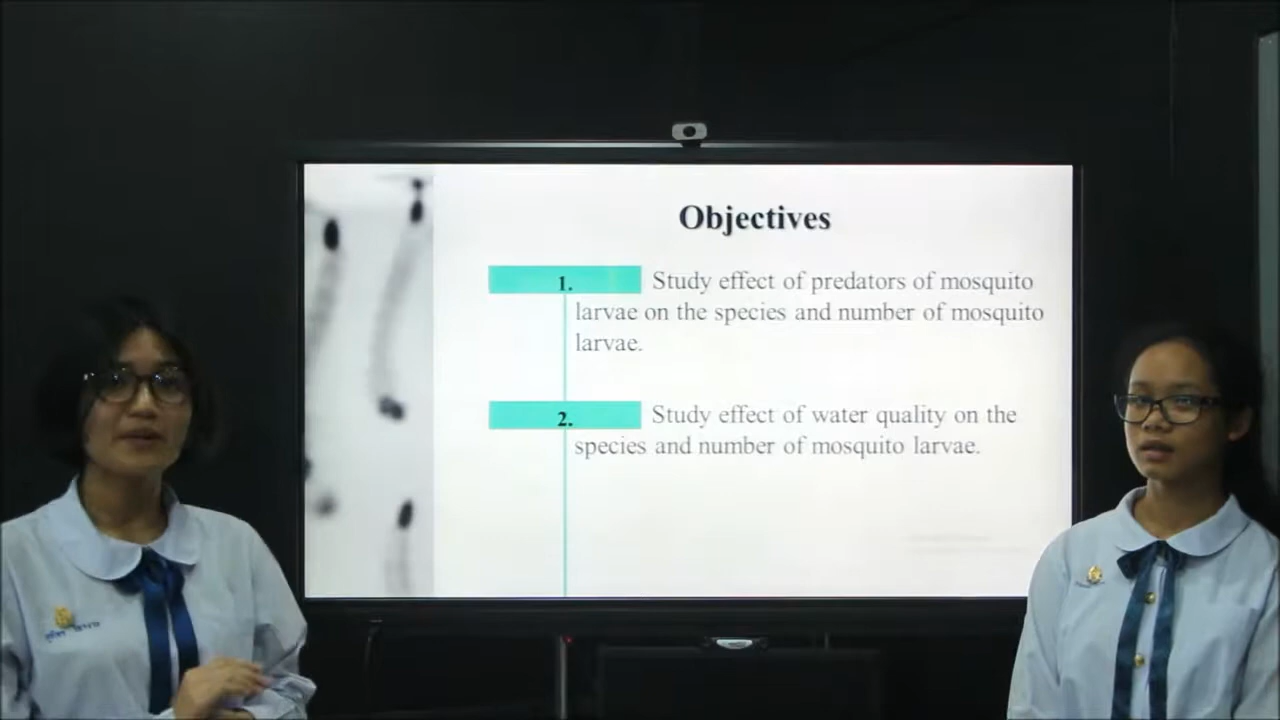 Objectives
1. Study effect of predators of mosquito
larvae on the species and number of mosquito
larvae.
2. Study effect of water quality on the
species and number of mosquito larvae.